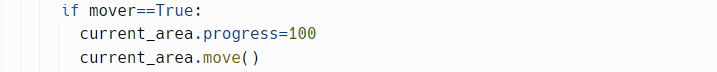 if mover==True:
current_area.progress=100
current_area.move()